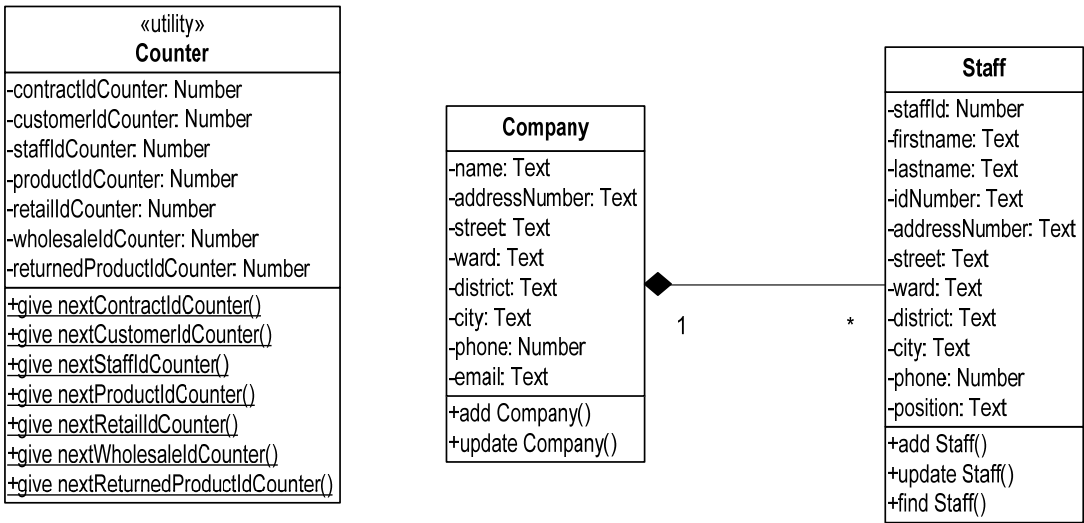 «utility»
Counter
-contractIdCounter: Number
-customerIdCounter: Number
-staffIdCounter: Number
-productIdCounter: Number
-retailIdCounter: Number
-wholesaleIdCounter: Number
-returnedProductIdCounter: Number
+give nextContractIdCounter()
+give nextCustomerIdCounter()
+give nextStaffIdCounter()
+give nextProductIdCounter()
+give nextRetailIdCounter()
+give nextWholesaleIdCounter()
+give nextReturnedProductIdCounter()
Company
-name: Text
-addressNumber: Text
-street: Text
-ward: Text
-district: Text
-city: Text
-phone: Number
-email: Text
+add Company()
+update Company()
1
*
Staff
-staffId: Number
-firstname: Text
-lastname: Text
-idNumber: Text
-addressNumber: Text
-street: Text
-ward: Text
-district: Text
-city: Text
-phone: Number
-position: Text
+add Staff()
+update Staff()
+find Staff()